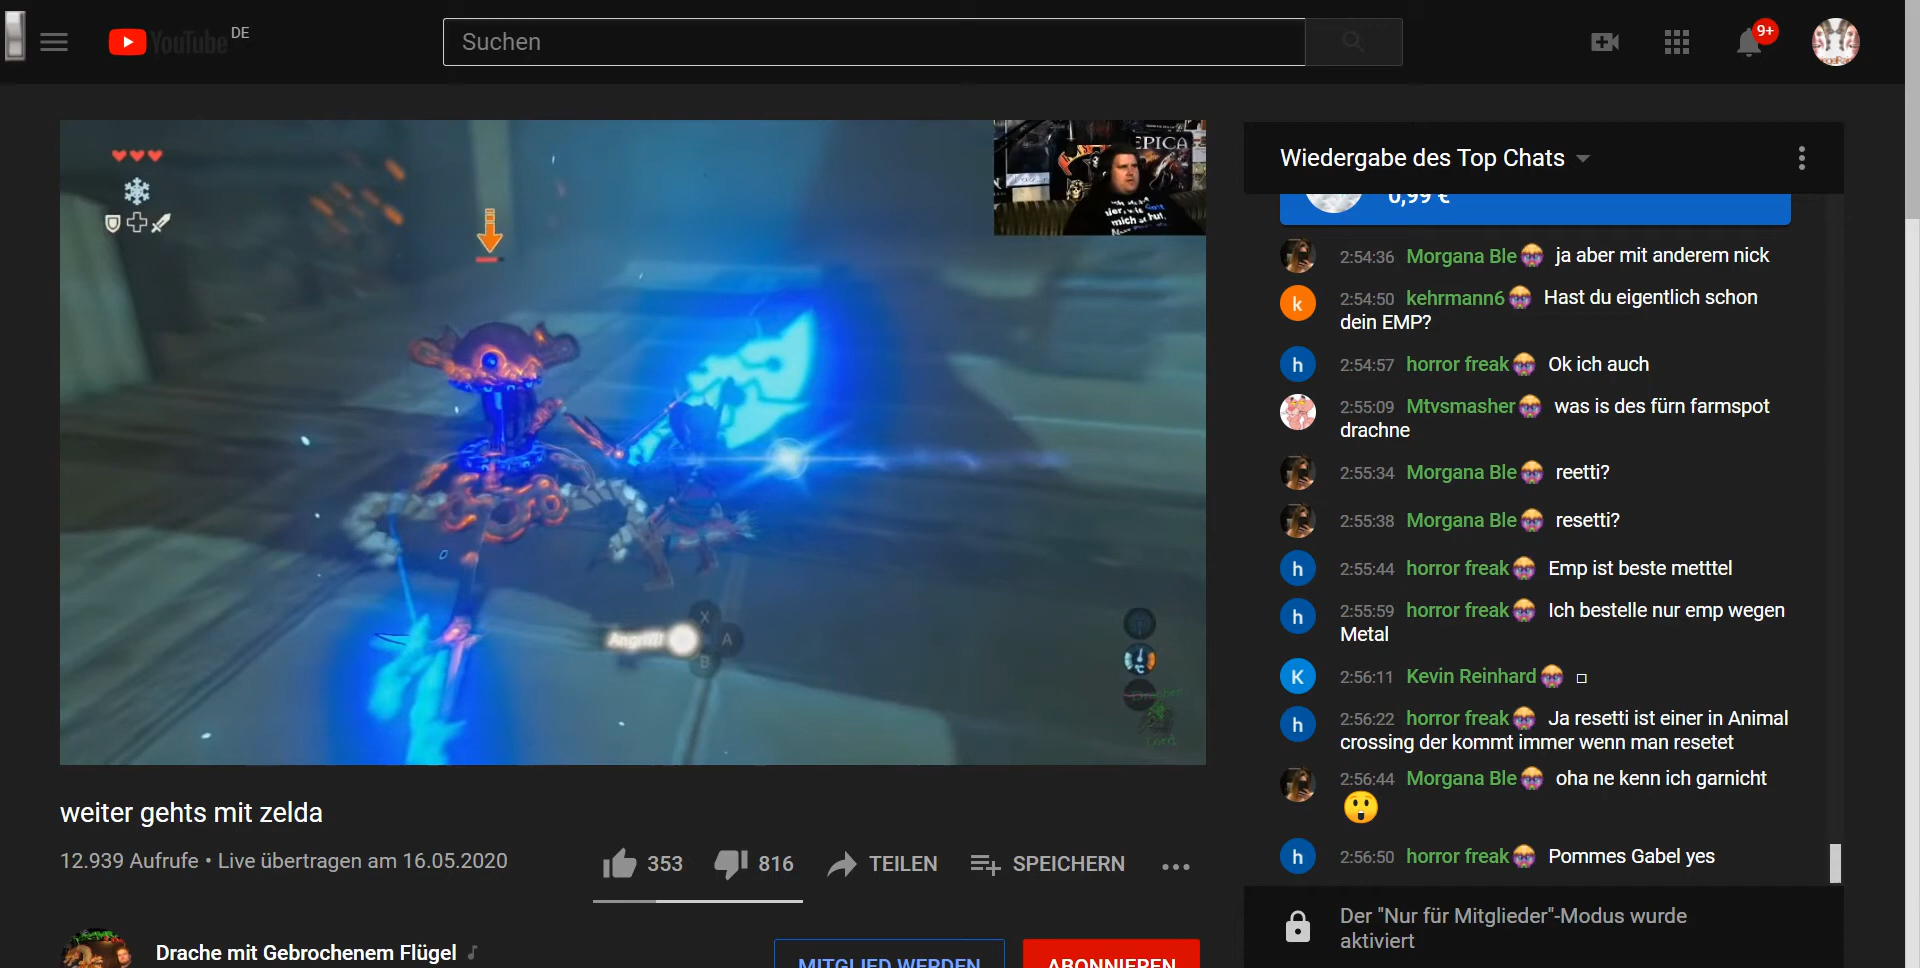 YouTube DE
Suchen
9+
EPICA
Angriff
X
A
B
Wiedergabe des Top Chats
0,99 €
2:54:36 Morgana Ble ja aber mit anderem nick
k
2:54:50 kehrmann6 Hast du eigentlich schon
dein EMP?
h
2:54:57 horror freak Ok ich auch
2:55:09 Mtvsmasher was is des fürn farmspot
drachne
2:55:34 Morgana Ble reetti?
2:55:38 Morgana Ble resetti?
h
2:55:44 horror freak Emp ist beste metttel
h
2:55:59 horror freak Ich bestelle nur emp wegen
Metal
K
2:56:11 Kevin Reinhard
h
2:56:22 horror freak Ja resetti ist einer in Animal
crossing der kommt immer wenn man resetet
2:56:44 Morgana Ble oha ne kenn ich garnicht
h
2:56:50 horror freak Pommes Gabel yes
Der "Nur für Mitglieder"-Modus wurde
aktiviert
weiter gehts mit zelda
12.939 Aufrufe • Live übertragen am 16.05.2020
353 816 TEILEN SPEICHERN
Drache mit Gebrochenem Flügel
MITGLIED WERDEN
ABONNIEREN